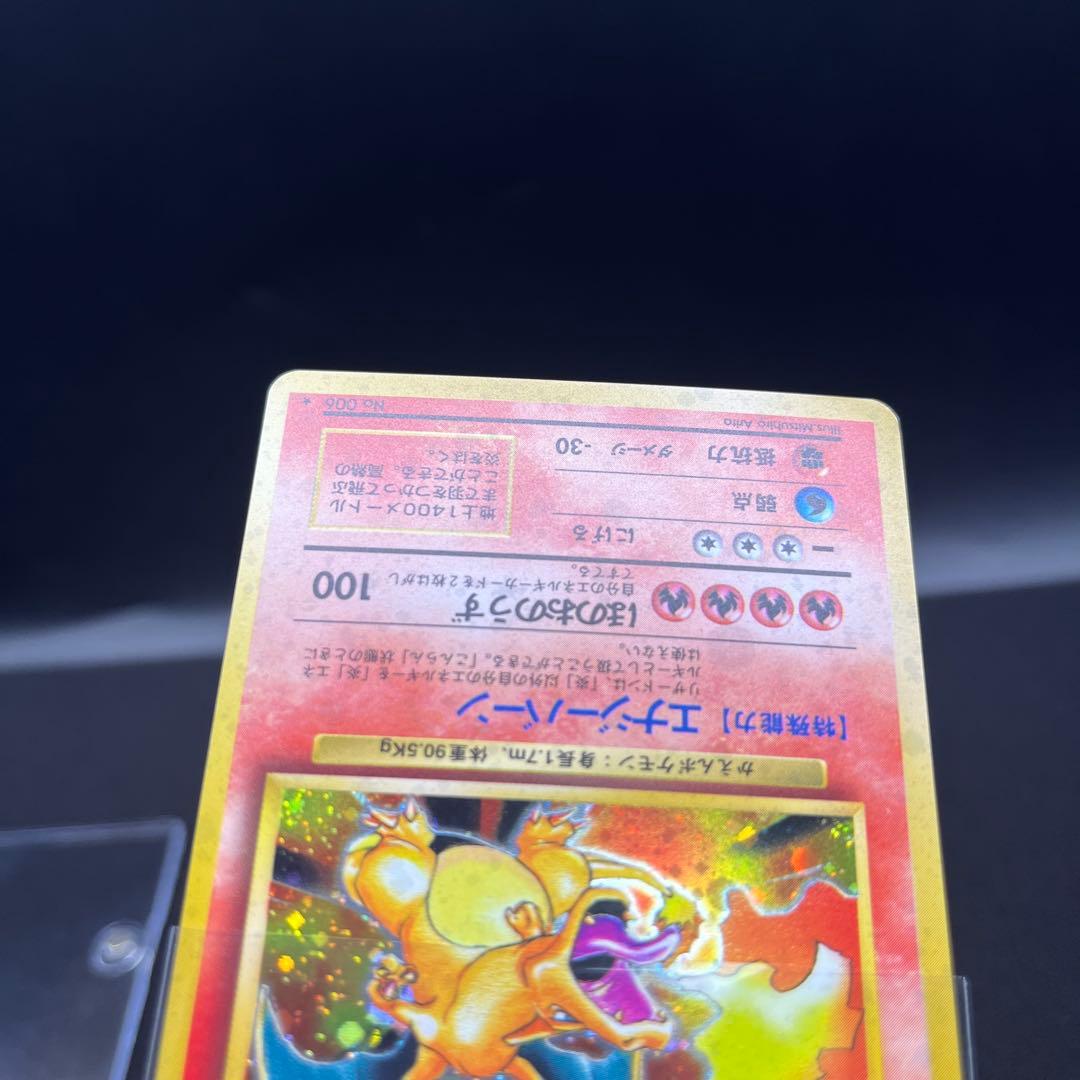 かえんポケモン：身長1.7m、体重90.5Kg
【特殊能力】エナジーバーン
リザードンは、「炎」以外の自分のエネルギーを「炎」エネ
ルギーとして扱うことができる。「こんらん」状態のときに
は使えない。
ほのおのうず 100
自分のエネルギーカードを2枚はがし
てすてる。
にげる
弱点
抵抗力 ダメージ -30
地上1400メートル
まで羽をつかって飛ぶ
ことができる。高熱の
炎をはく。
Illus.Mitsuhiro Arita
No.006 ★